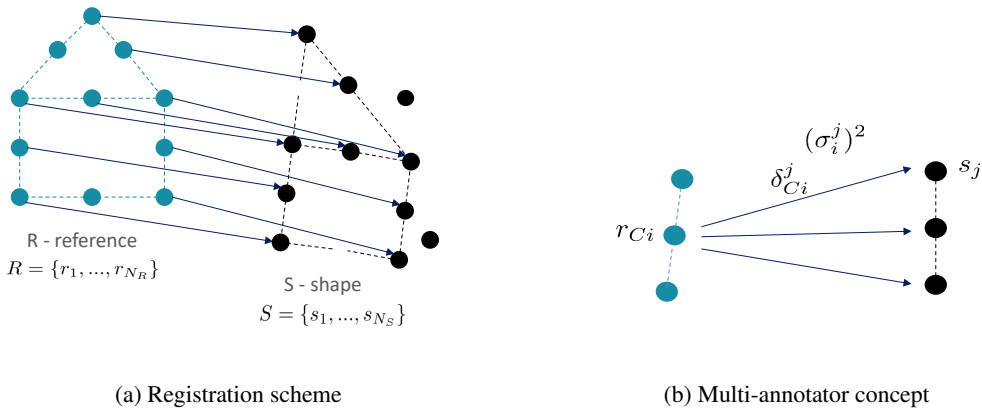 R - reference
R = {r_1, ..., r_{N_R}}
S - shape
S = {s_1, ..., s_{N_S}}
(a) Registration scheme
(σ_i^j)^2
δ_{Ci}^j
s_j
r_{Ci}
(b) Multi-annotator concept